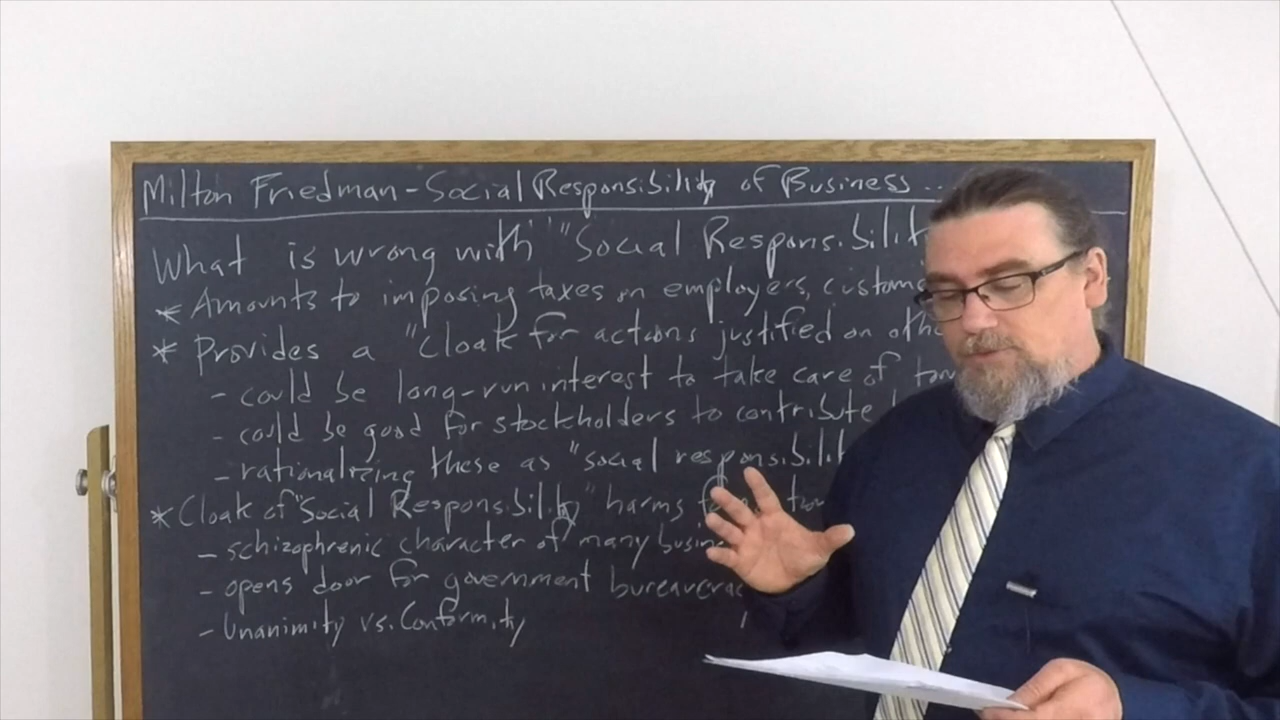 Milton Friedman - Social Responsibility of Business ...
What is wrong with "Social Responsibilit
* Amounts to imposing taxes on employers, custome
* Provides a "cloak for actions justified on othe
- could be long-run interest to take care of
- could be good for stockholders to contribute
- rationalizing these as "social responsibilit
* Cloak of "Social Responsibility" harms
- schizophrenic character of many busine
- opens door for government bureaucrac
- Unanimity vs. Conformity